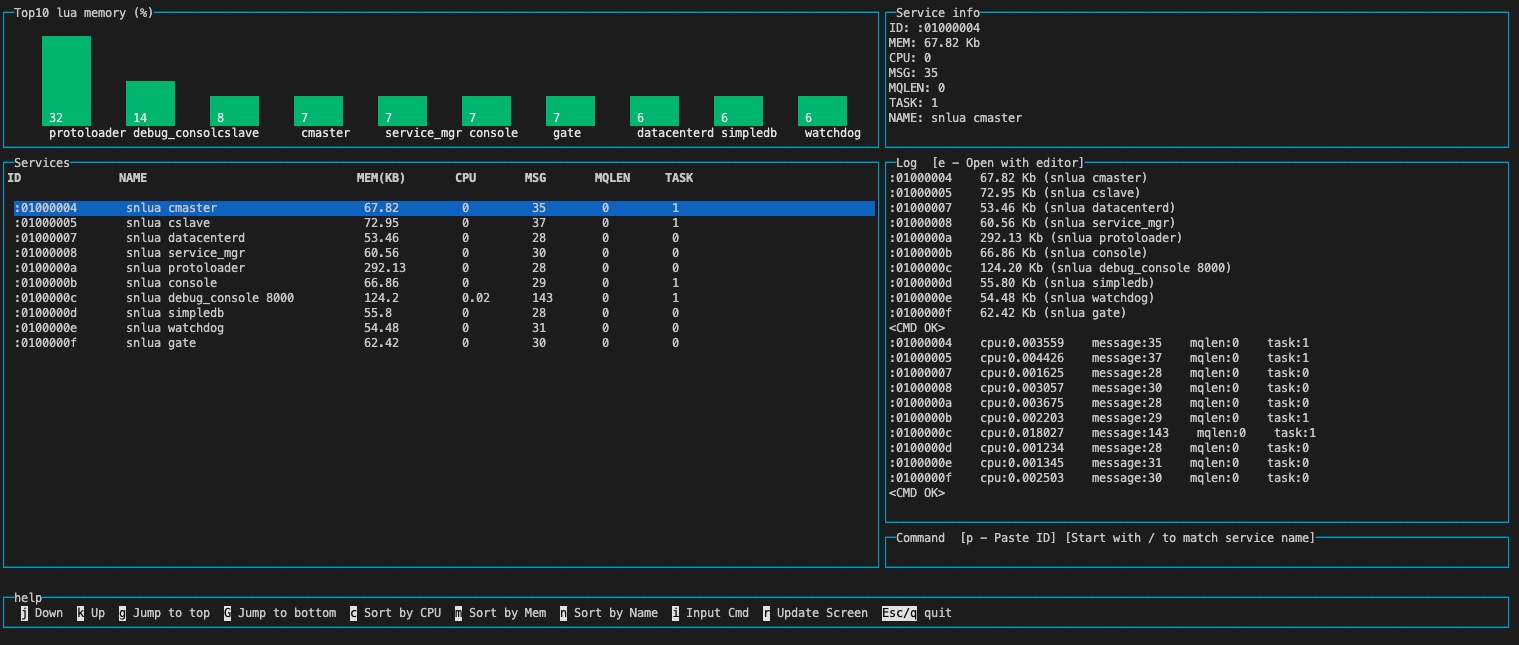 Top10 lua memory (%)
32 14 8 7 7 7 7 6 6 6
protoloader debug_consolcslave cmaster service_mgr console gate datacenterd simpledb watchdog
Service info
ID: :01000004
MEM: 67.82 Kb
CPU: 0
MSG: 35
MQLEN: 0
TASK: 1
NAME: snlua cmaster
Services
ID NAME MEM(KB) CPU MSG MQLEN TASK
:01000004 snlua cmaster 67.82 0 35 0 1
:01000005 snlua cslave 72.95 0 37 0 1
:01000007 snlua datacenterd 53.46 0 28 0 0
:01000008 snlua service_mgr 60.56 0 30 0 0
:0100000a snlua protoloader 292.13 0 28 0 0
:0100000b snlua console 66.86 0 29 0 1
:0100000c snlua debug_console 8000 124.2 0.02 143 0 1
:0100000d snlua simpledb 55.8 0 28 0 0
:0100000e snlua watchdog 54.48 0 31 0 0
:0100000f snlua gate 62.42 0 30 0 0
Log [e - Open with editor]
:01000004 67.82 Kb (snlua cmaster)
:01000005 72.95 Kb (snlua cslave)
:01000007 53.46 Kb (snlua datacenterd)
:01000008 60.56 Kb (snlua service_mgr)
:0100000a 292.13 Kb (snlua protoloader)
:0100000b 66.86 Kb (snlua console)
:0100000c 124.20 Kb (snlua debug_console 8000)
:0100000d 55.80 Kb (snlua simpledb)
:0100000e 54.48 Kb (snlua watchdog)
:0100000f 62.42 Kb (snlua gate)
<CMD OK>
:01000004 cpu:0.003559 message:35 mqlen:0 task:1
:01000005 cpu:0.004426 message:37 mqlen:0 task:1
:01000007 cpu:0.001625 message:28 mqlen:0 task:0
:01000008 cpu:0.003057 message:30 mqlen:0 task:0
:0100000a cpu:0.003675 message:28 mqlen:0 task:0
:0100000b cpu:0.002203 message:29 mqlen:0 task:1
:0100000c cpu:0.018027 message:143 mqlen:0 task:1
:0100000d cpu:0.001234 message:28 mqlen:0 task:0
:0100000e cpu:0.001345 message:31 mqlen:0 task:0
:0100000f cpu:0.002503 message:30 mqlen:0 task:0
<CMD OK>
Command [p - Paste ID] [Start with / to match service name]
help
j Down k Up g Jump to top G Jump to bottom c Sort by CPU m Sort by Mem n Sort by Name i Input Cmd r Update Screen Esc/q quit